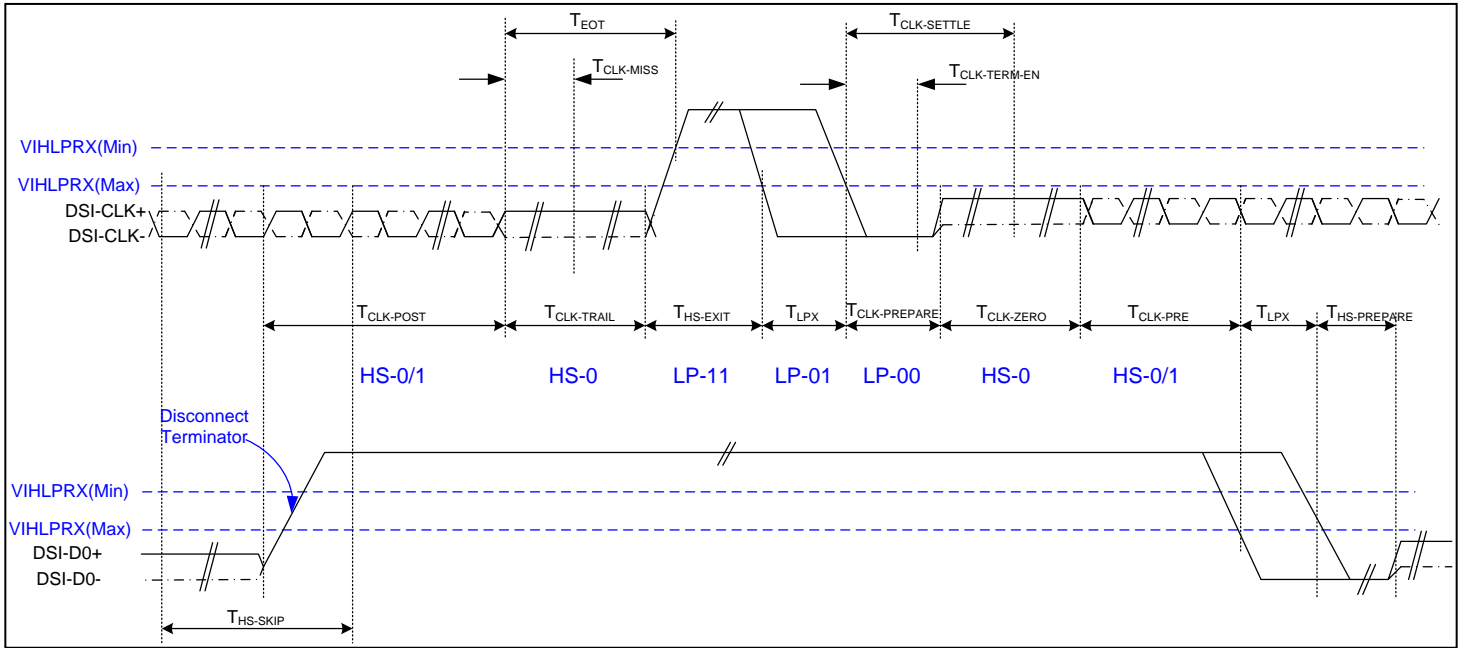 TEOT
TCLK-SETTLE
TCLK-MISS
TCLK-TERM-EN
VIHLPRX(Min)
VIHLPRX(Max)
DSI-CLK+
DSI-CLK-
TCLK-POST TCLK-TRAIL THS-EXIT TLPX TCLK-PREPARE TCLK-ZERO TCLK-PRE TLPX THS-PREPARE
HS-0/1 HS-0 LP-11 LP-01 LP-00 HS-0 HS-0/1
Disconnect
Terminator
VIHLPRX(Min)
VIHLPRX(Max)
DSI-D0+
DSI-D0-
THS-SKIP